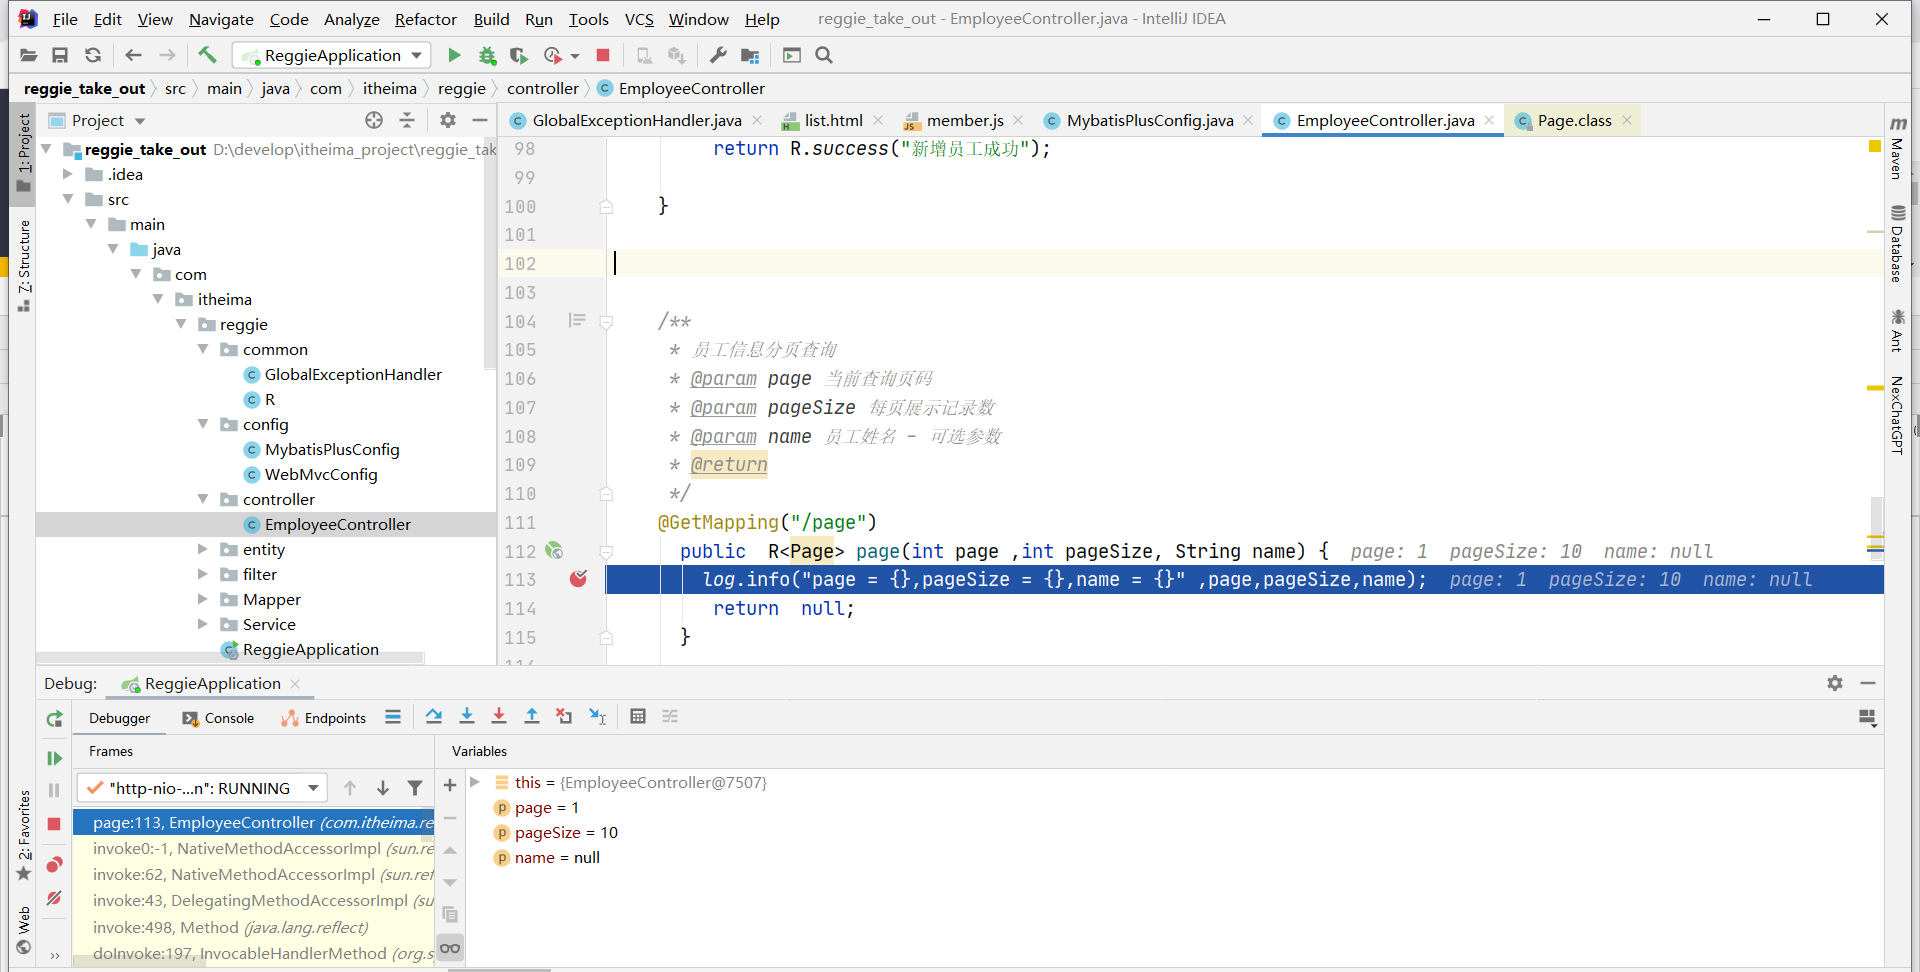 File Edit View Navigate Code Analyze Refactor Build Run Tools VCS Window Help reggie_take_out - EmployeeController.java - IntelliJ IDEA
ReggieApplication
reggie_take_out src main java com itheima reggie controller EmployeeController
Project
GlobalExceptionHandler.java list.html member.js MybatisPlusConfig.java EmployeeController.java Page.class
reggie_take_out D:\develop\itheima_project\reggie_tak
.idea
src
main
java
com
itheima
reggie
common
GlobalExceptionHandler
R
config
MybatisPlusConfig
WebMvcConfig
controller
EmployeeController
entity
filter
Mapper
Service
ReggieApplication
98 return R.success("新增员工成功");
99
100 }
101
102
103
104 /**
105 * 员工信息分页查询
106 * @param page 当前查询页码
107 * @param pageSize 每页展示记录数
108 * @param name 员工姓名 - 可选参数
109 * @return
110 */
111 @GetMapping("/page")
112 public R<Page> page(int page ,int pageSize, String name) { page: 1 pageSize: 10 name: null
113 log.info("page = {},pageSize = {},name = {}" ,page,pageSize,name); page: 1 pageSize: 10 name: null
114 return null;
115 }
1: Project
Z: Structure
2: Favorites
Web
m
Maven
Database
Ant
NexChatGPT
Debug: ReggieApplication
Debugger Console Endpoints
Frames
Variables
"http-nio-...n": RUNNING
page:113, EmployeeController (com.itheima.re
invoke0:-1, NativeMethodAccessorImpl (sun.re
invoke:62, NativeMethodAccessorImpl (sun.ref
invoke:43, DelegatingMethodAccessorImpl (su
invoke:498, Method (java.lang.reflect)
doInvoke:197, InvocableHandlerMethod (org.s
this = {EmployeeController@7507}
page = 1
pageSize = 10
name = null